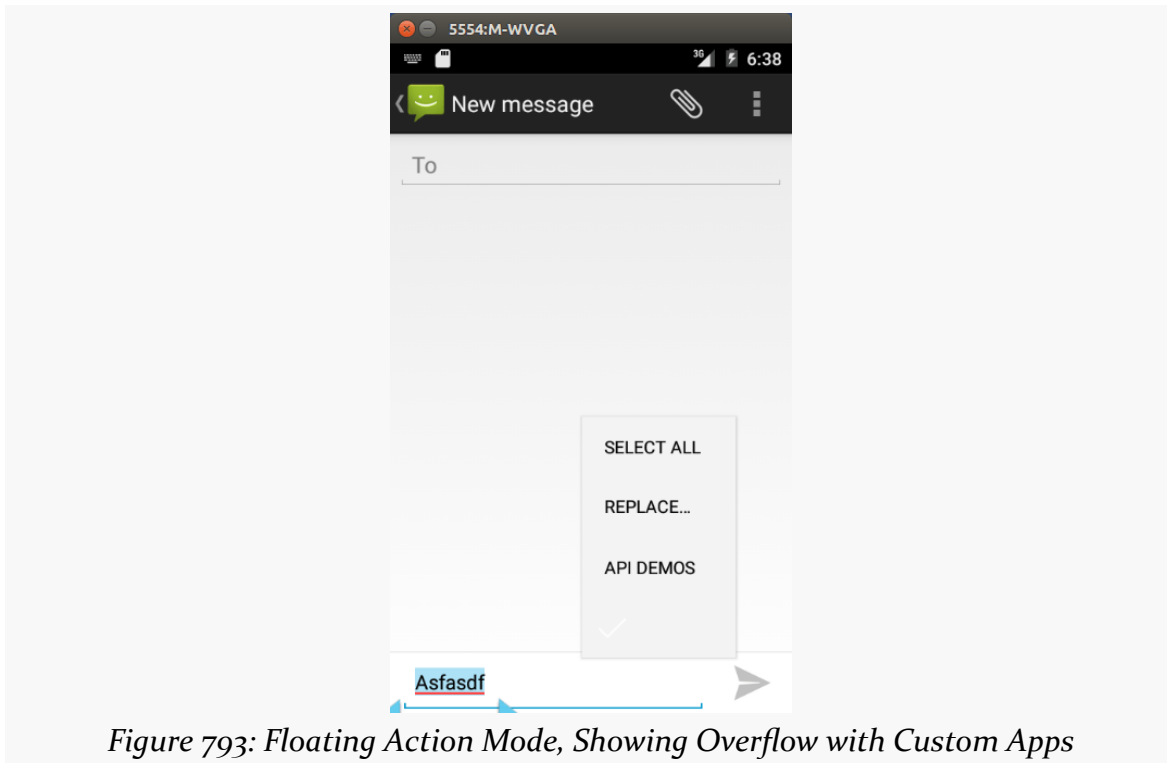 5554:M-WVGA
3G 6:38
New message
To
SELECT ALL
REPLACE...
API DEMOS
Asfasdf
Figure 793: Floating Action Mode, Showing Overflow with Custom Apps